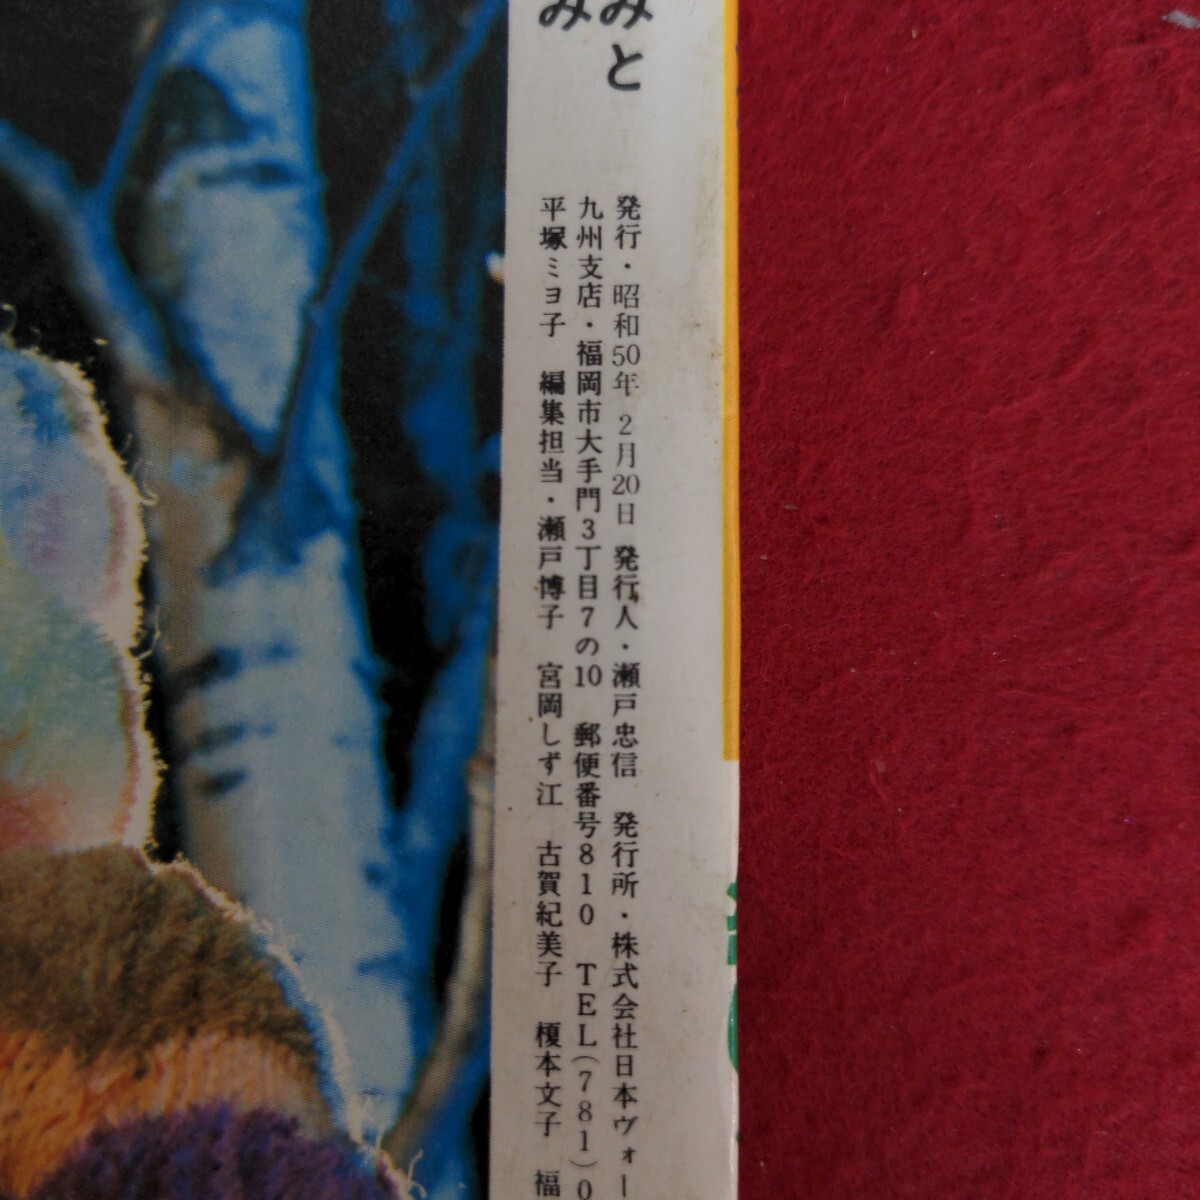 みと
み
発行・昭和50年 2月20日 発行人・瀬戸忠信 発行所・株式会社日本ヴォー
九州支店・福岡市大手門3丁目7の10 郵便番号810 TEL(781)0
平塚ミヨ子 編集担当・瀬戸博子 宮岡しず江 古賀紀美子 榎本文子 福